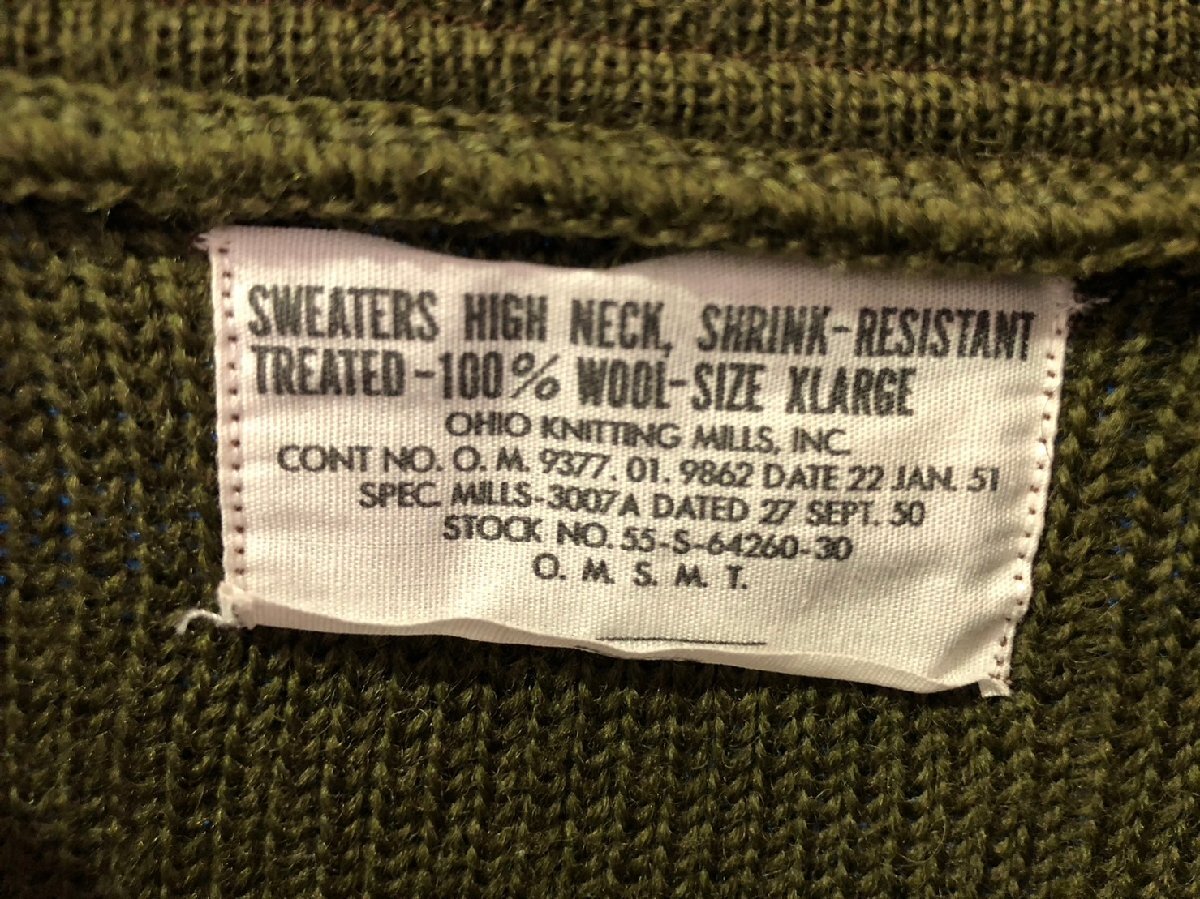 SWEATERS HIGH NECK, SHRINK-RESISTANT
TREATED-100% WOOL-SIZE XLARGE
OHIO KNITTING MILLS, INC.
CONT NO. O. M. 9377. 01. 9862 DATE 22 JAN. 51
SPEC. MILLS-3007A DATED 27 SEPT. 50
STOCK NO. 55-S-64260-30
O. M. S. M. T.